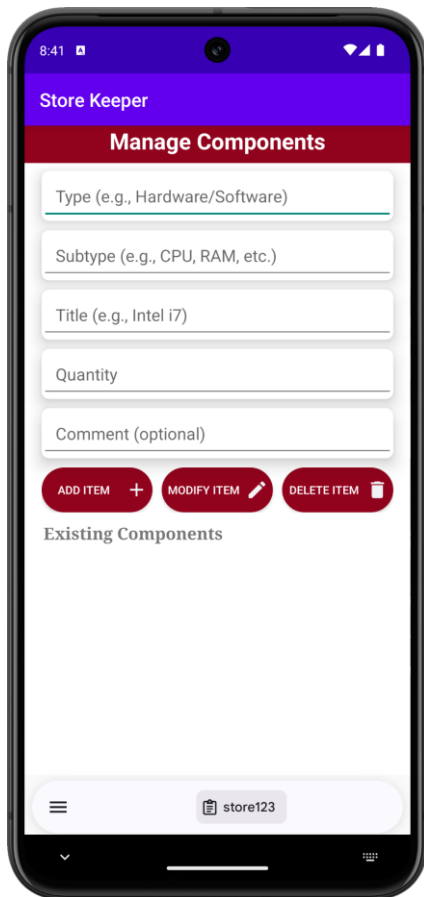 8:41
Store Keeper
Manage Components
Type (e.g., Hardware/Software)
Subtype (e.g., CPU, RAM, etc.)
Title (e.g., Intel i7)
Quantity
Comment (optional)
ADD ITEM MODIFY ITEM DELETE ITEM
Existing Components
store123